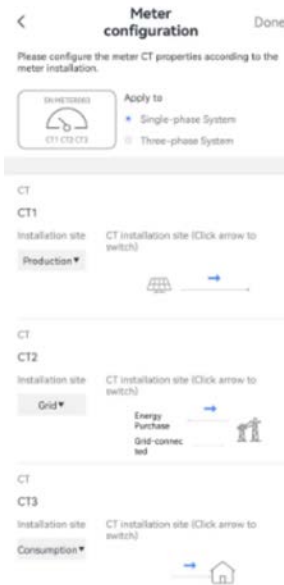 Meter
configuration
Done
Please configure the meter CT properties according to the
meter installation.
CT1 CT2 CT3
Apply to
Single-phase System
Three-phase System
CT
CT1
Installation site
CT installation site (Click arrow to
switch)
Production
CT
CT2
Installation site
CT installation site (Click arrow to
switch)
Grid
Energy
Purchase
Grid-connec
ted
CT
CT3
Installation site
CT installation site (Click arrow to
switch)
Consumption